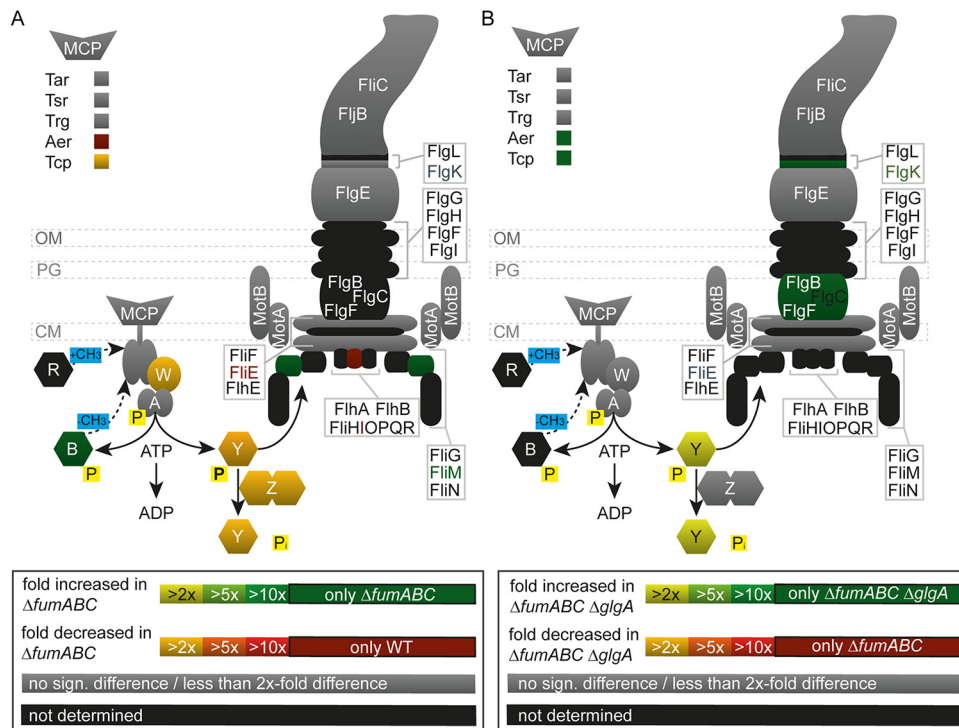 A
MCP
Tar
Tsr
Trg
Aer
Tcp
FliC
FljB
FlgL
FlgK
FlgE
FlgG
FlgH
FlgF
FlgI
OM
PG
CM
FlgB
FlgC
FlgF
MotB
MotA
MotA
MotB
MCP
R
+CH3
W
A
P
-CH3
B
P
ATP
ADP
Y
P
Z
Y
Pi
FliF
FliE
FlhE
FlhA FlhB
FliHIOPQR
FliG
FliM
FliN
fold increased in
ΔfumABC
>2x >5x >10x only ΔfumABC
fold decreased in
ΔfumABC
>2x >5x >10x only WT
no sign. difference / less than 2x-fold difference
not determined
B
MCP
Tar
Tsr
Trg
Aer
Tcp
FliC
FljB
FlgL
FlgK
FlgE
FlgG
FlgH
FlgF
FlgI
OM
PG
CM
FlgB
FlgC
FlgF
MotB
MotA
MotA
MotB
MCP
R
+CH3
W
A
P
-CH3
B
P
ATP
ADP
Y
P
Z
Y
Pi
FliF
FliE
FlhE
FlhA FlhB
FliHIOPQR
FliG
FliM
FliN
fold increased in
ΔfumABC ΔglgA
>2x >5x >10x only ΔfumABC ΔglgA
fold decreased in
ΔfumABC ΔglgA
>2x >5x >10x only ΔfumABC
no sign. difference / less than 2x-fold difference
not determined